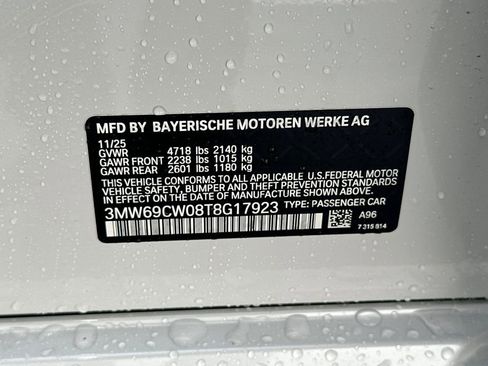 MFD BY BAYERISCHE MOTOREN WERKE AG
11/25
GVWR 4718 lbs 2140 kg
GAWR FRONT 2238 lbs 1015 kg
GAWR REAR 2601 lbs 1180 kg
THIS VEHICLE CONFORMS TO ALL APPLICABLE U.S.FEDERAL MOTOR
VEHICLE SAFETY, BUMPER, AND THEFT PREVENTION STANDARDS
IN EFFECT ON THE DATE OF MANUFACTURE SHOWN ABOVE.
3MW69CW08T8G17923 TYPE: PASSENGER CAR
A96
7 315 814